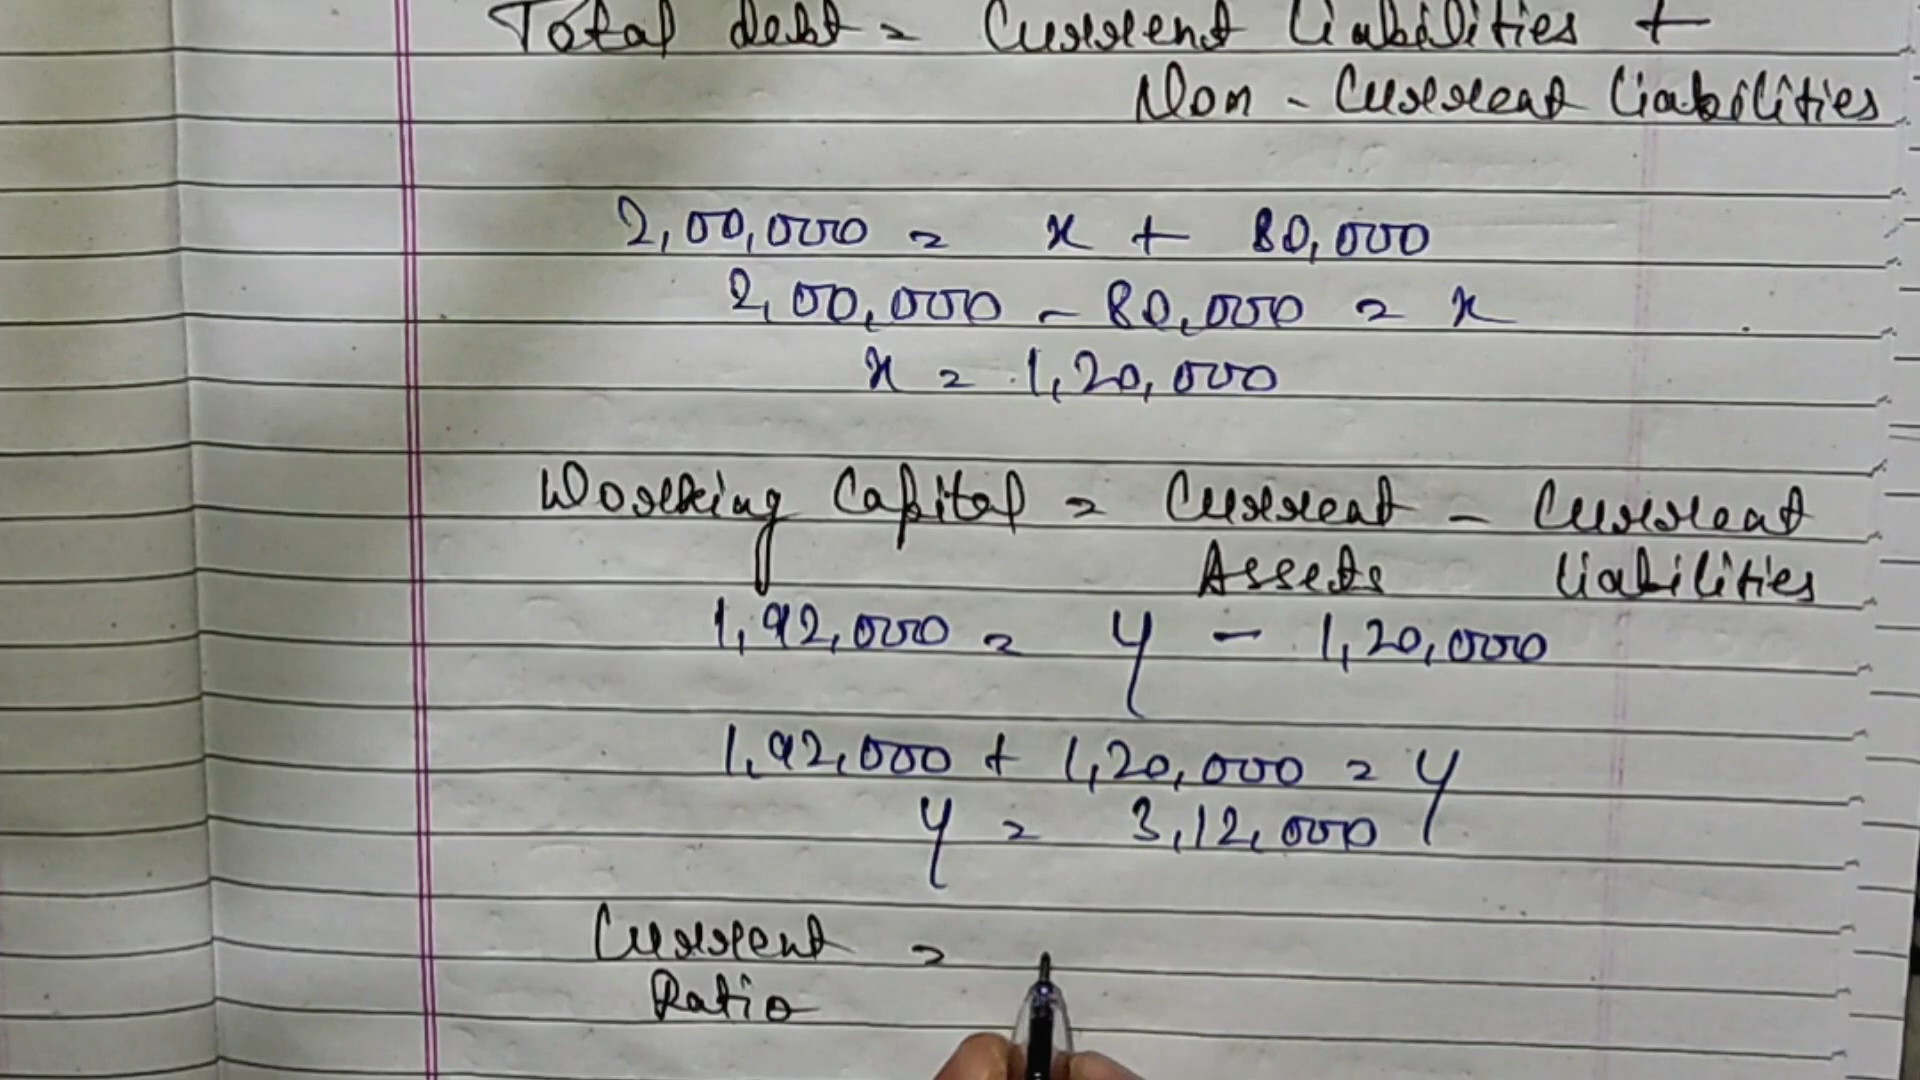 Total debt = Current liabilities +
Non - Current liabilities
2,00,000 = x + 80,000
2,00,000 - 80,000 = x
x = 1,20,000
Working Capital = Current - Current
Assets liabilities
1,92,000 = y - 1,20,000
1,92,000 + 1,20,000 = y
y = 3,12,000
Current =
Ratio